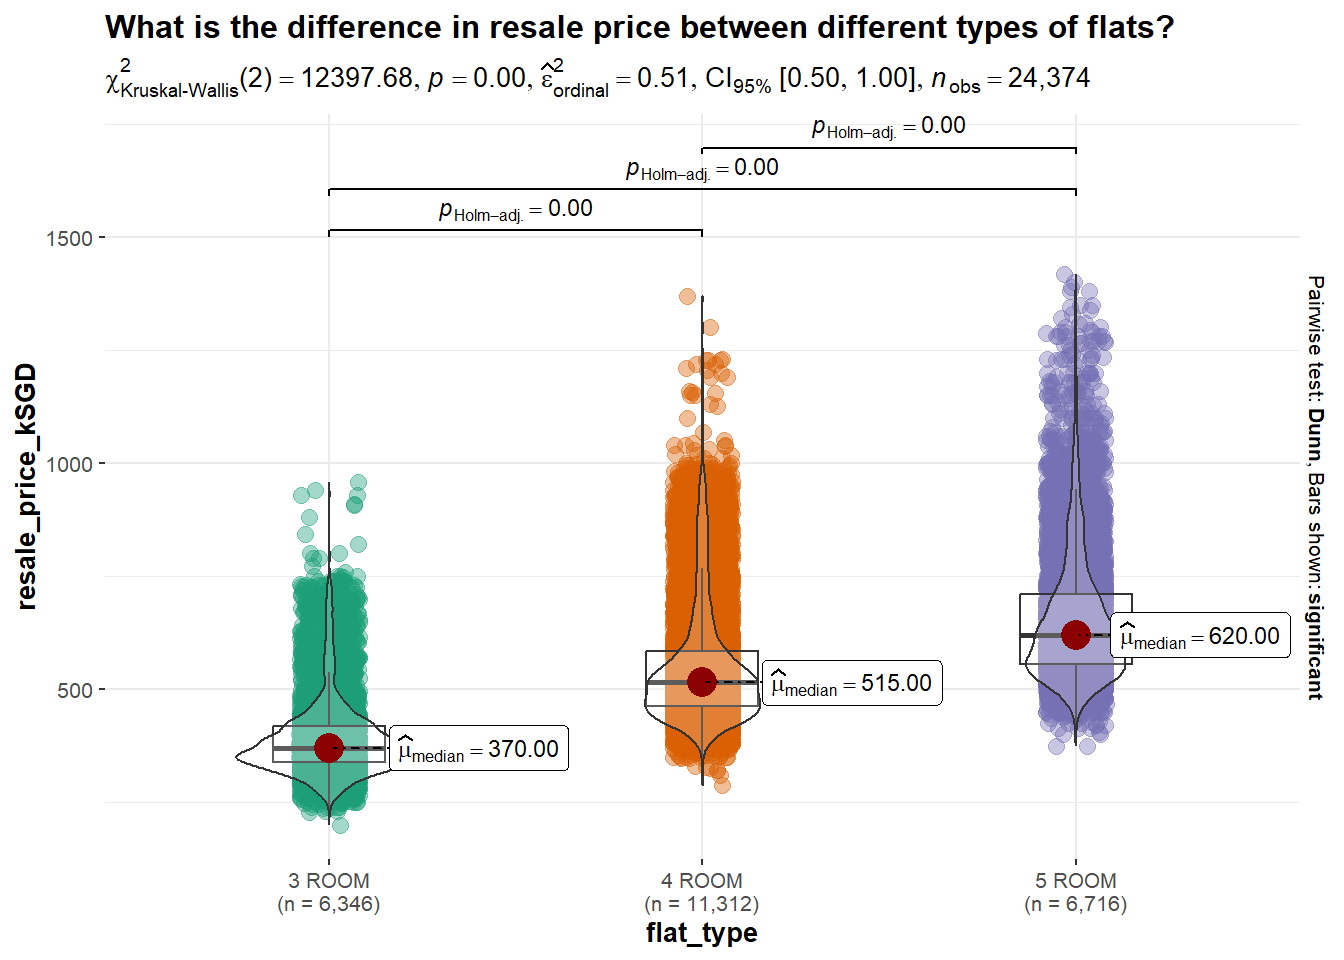 What is the difference in resale price between different types of flats?
χ²Kruskal-Wallis(2) = 12397.68, p = 0.00, ε̂²ordinal = 0.51, CI95% [0.50, 1.00], nobs = 24,374
pHolm−adj. = 0.00
pHolm−adj. = 0.00
pHolm−adj. = 0.00
1500
1000
500
resale_price_kSGD
μ̂median = 370.00
μ̂median = 515.00
μ̂median = 620.00
Pairwise test: Dunn, Bars shown: significant
3 ROOM
(n = 6,346)
4 ROOM
(n = 11,312)
5 ROOM
(n = 6,716)
flat_type